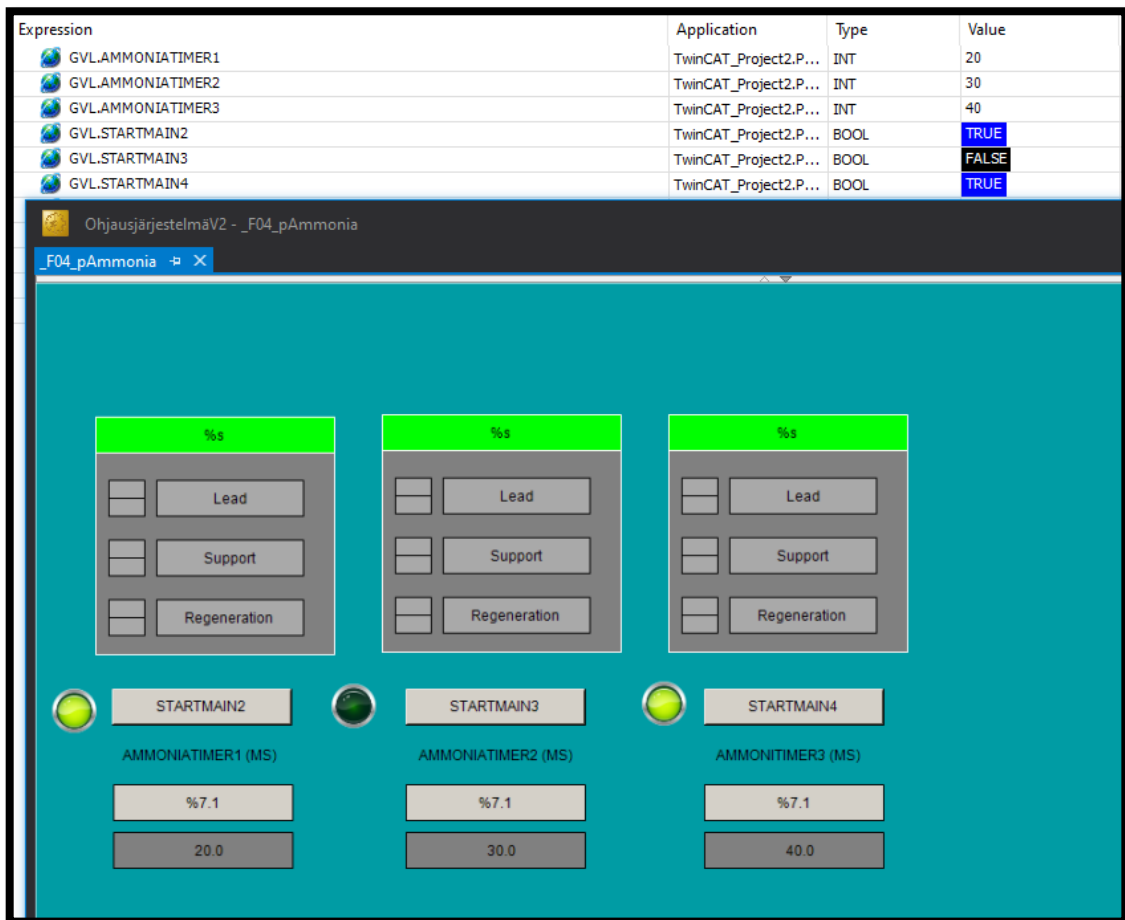 Expression Application Type Value
GVL.AMMONIATIMER1 TwinCAT_Project2.P... INT 20
GVL.AMMONIATIMER2 TwinCAT_Project2.P... INT 30
GVL.AMMONIATIMER3 TwinCAT_Project2.P... INT 40
GVL.STARTMAIN2 TwinCAT_Project2.P... BOOL TRUE
GVL.STARTMAIN3 TwinCAT_Project2.P... BOOL FALSE
GVL.STARTMAIN4 TwinCAT_Project2.P... BOOL TRUE
OhjausjärjestelmäV2 - _F04_pAmmonia
_F04_pAmmonia
%s %s %s
Lead Lead Lead
Support Support Support
Regeneration Regeneration Regeneration
STARTMAIN2 STARTMAIN3 STARTMAIN4
AMMONIATIMER1 (MS) AMMONIATIMER2 (MS) AMMONITIMER3 (MS)
%7.1 %7.1 %7.1
20.0 30.0 40.0